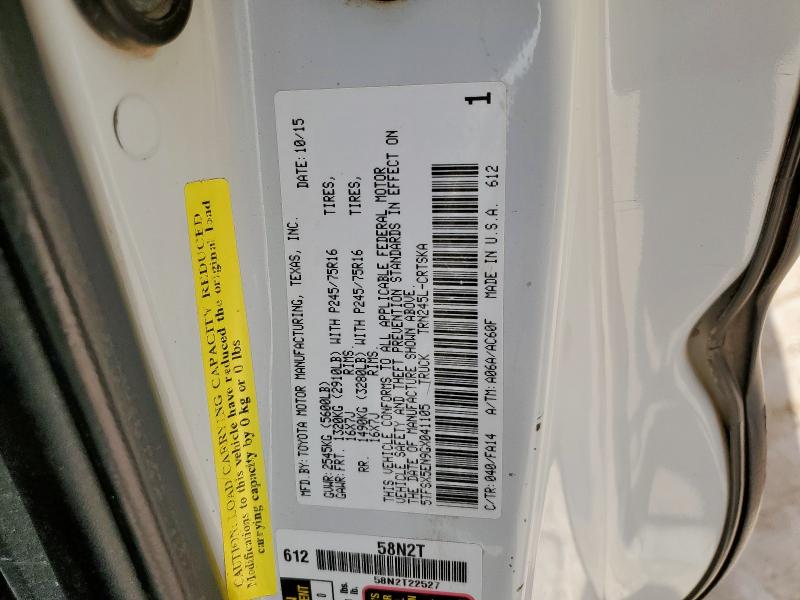 MFD.BY:TOYOTA MOTOR MANUFACTURING, TEXAS, INC. DATE: 10/15
GVWR:2545KG(5600LB)
GAWR:FRT. 1320KG (2910LB) WITH P245/75R16 TIRES,
16X7J RIMS.
RR. 1490KG (3280LB) WITH P245/75R16 TIRES,
16X7J RIMS.
THIS VEHICLE CONFORMS TO ALL APPLICABLE FEDERAL MOTOR
VEHICLE SAFETY AND THEFT PREVENTION STANDARDS IN EFFECT ON
THE DATE OF MANUFACTURE SHOWN ABOVE.
5TFSX5EN9GX041105 TRUCK TRN245L-CRTSKA
C/TR:040/FA14 A/TM:A06A/AC60F MADE IN U.S.A. 612
1
CAUTION: LOAD/CARRYING CAPACITY REDUCED
Modifications to this vehicle have reduced the original load
carrying capacity by 0 kg or 0 lbs
612
58N2T
58N2T22527
lbs.
0